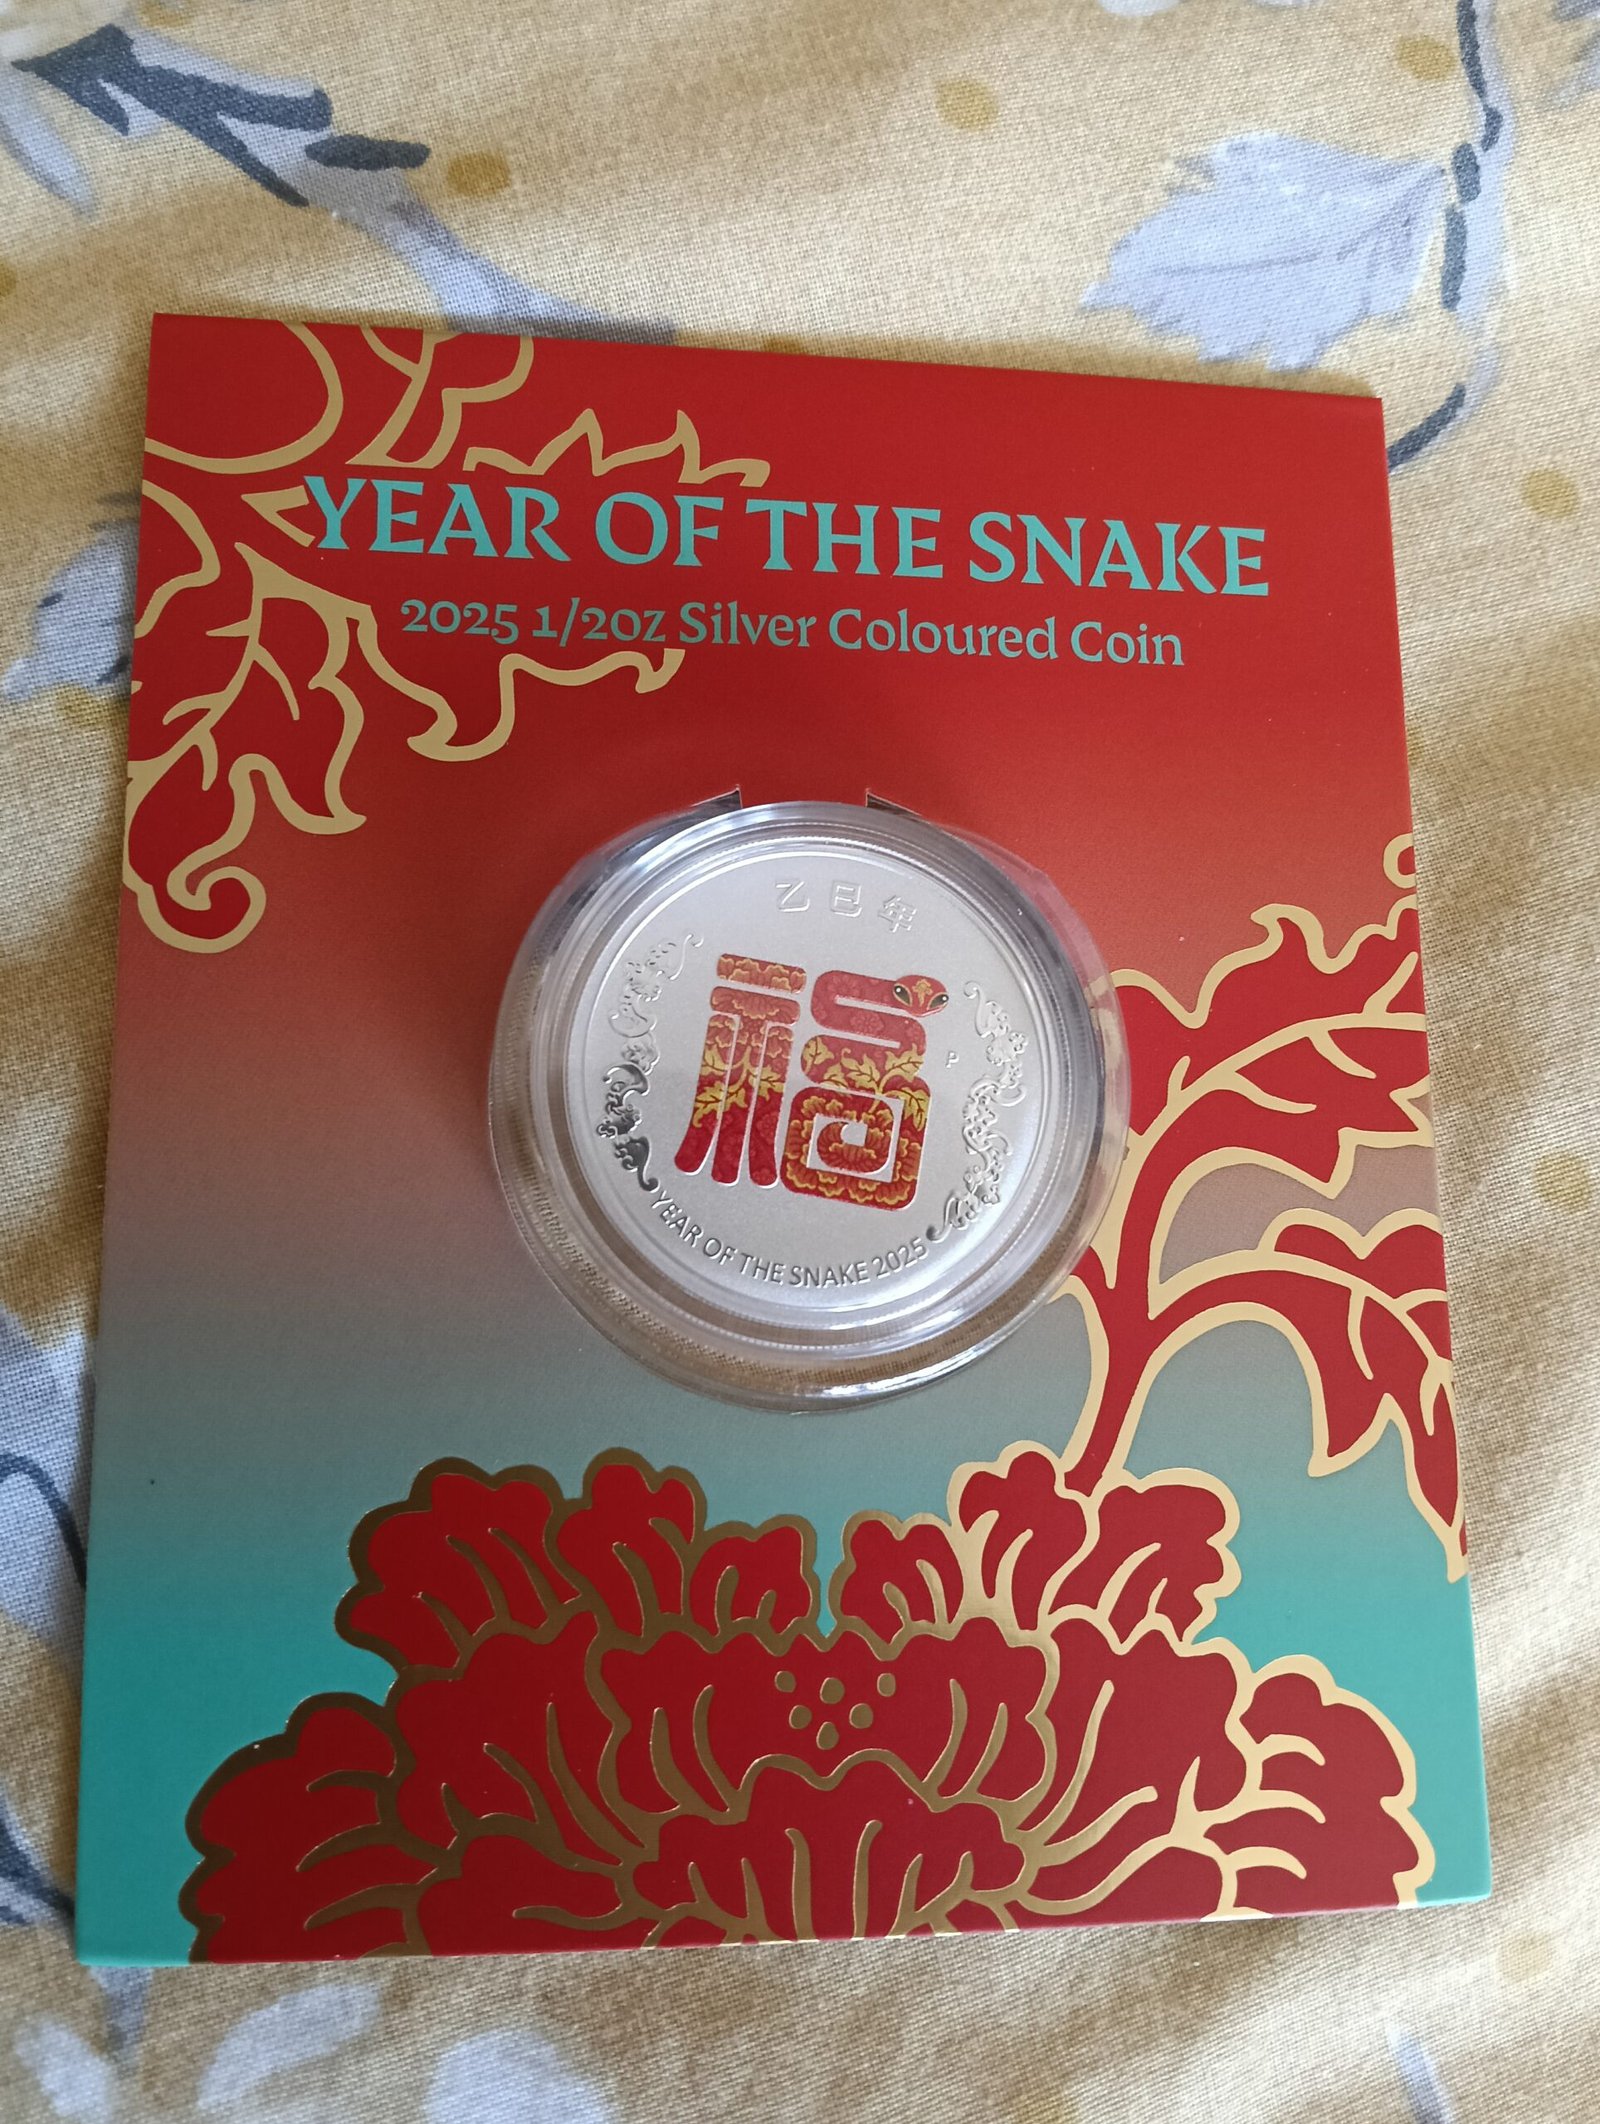 YEAR OF THE SNAKE
2025 1/2oz Silver Coloured Coin
乙巳年
福
P
YEAR OF THE SNAKE 2025